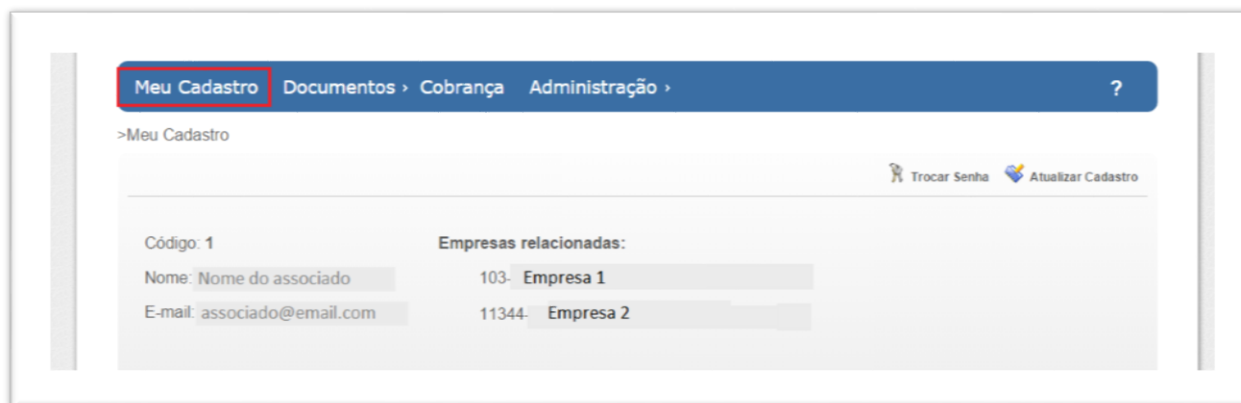 Meu Cadastro Documentos › Cobrança Administração › ?
>Meu Cadastro
Trocar Senha Atualizar Cadastro
Código: 1 Empresas relacionadas:
Nome: Nome do associado 103- Empresa 1
E-mail: associado@email.com 11344- Empresa 2